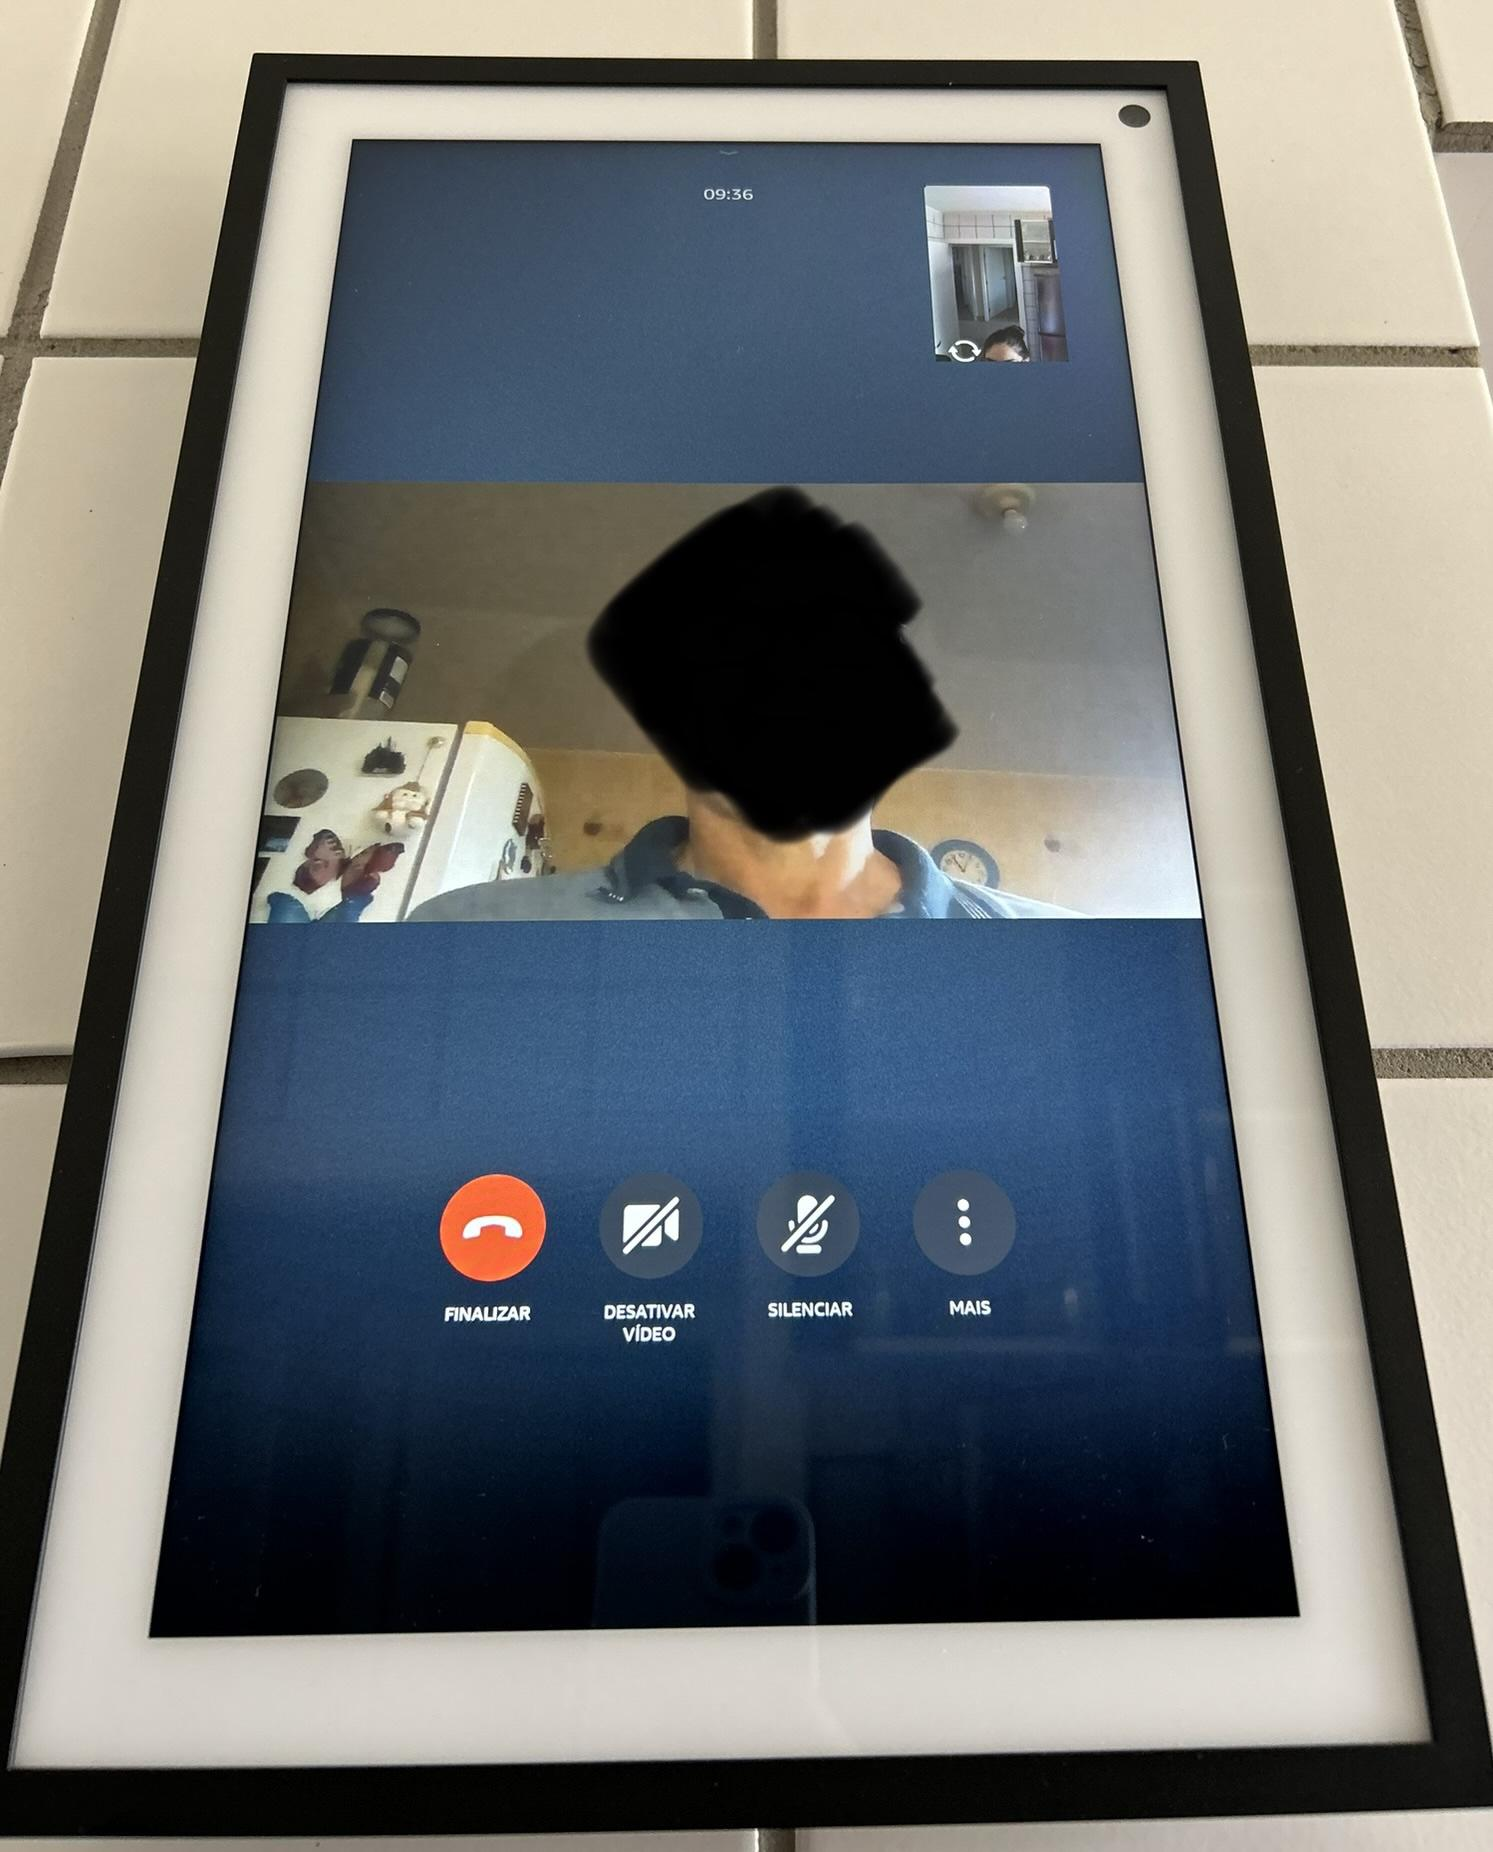 09:36
FINALIZAR
DESATIVAR
VÍDEO
SILENCIAR
MAIS